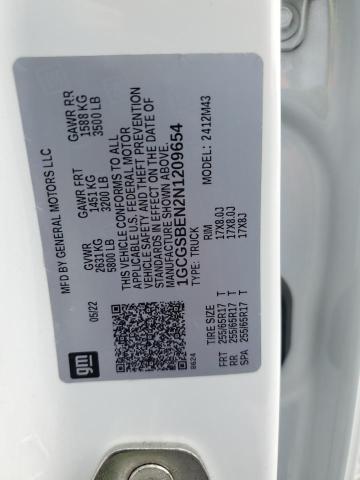 MFD BY GENERAL MOTORS LLC
05/22
GVWR
2631 KG
5800 LB
GAWR FRT
1451 KG
3200 LB
GAWR RR
1588 KG
3500 LB
THIS VEHICLE CONFORMS TO ALL
APPLICABLE U.S. FEDERAL MOTOR
VEHICLE SAFETY AND THEFT PREVENTION
STANDARDS IN EFFECT ON THE DATE OF
MANUFACTURE SHOWN ABOVE.
TYPE: TRUCK
MODEL: 2412M43
gm
8624
TIRE SIZE
RIM
FRT 255/65R17 T 17X8.0J
RR 255/65R17 T 17X8.0J
SPA 255/65R17 T 17X8J